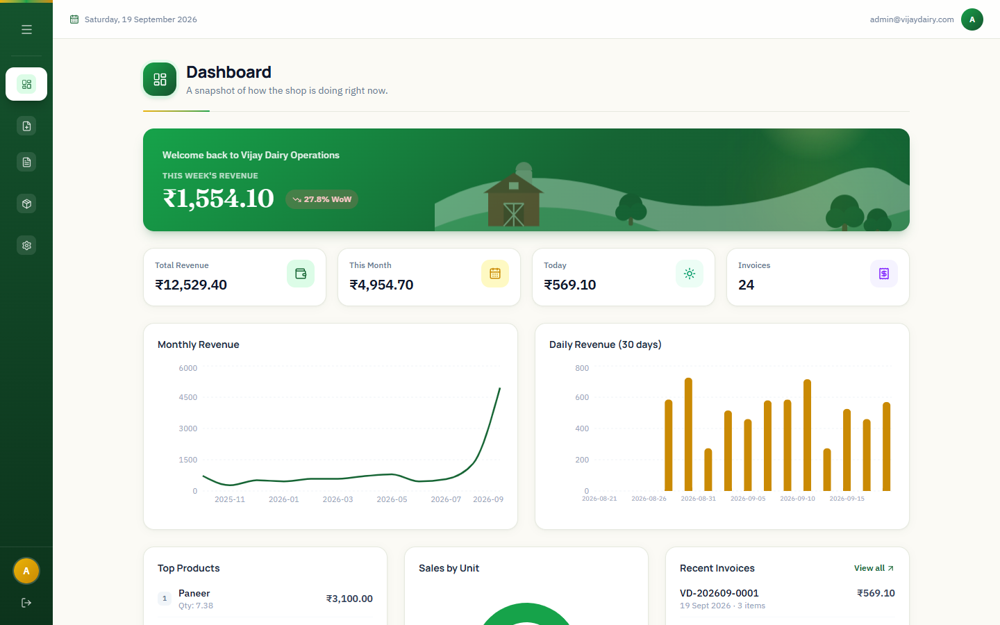 Saturday, 19 September 2026
admin@vijaydairy.com
A
Dashboard
A snapshot of how the shop is doing right now.
Welcome back to Vijay Dairy Operations
THIS WEEK'S REVENUE
₹1,554.10
27.8% WoW
Total Revenue
₹12,529.40
This Month
₹4,954.70
Today
₹569.10
Invoices
24
Monthly Revenue
6000
4500
3000
1500
0
2025-11
2026-01
2026-03
2026-05
2026-07
2026-09
Daily Revenue (30 days)
800
600
400
200
0
2026-08-21
2026-08-26
2026-08-31
2026-09-05
2026-09-10
2026-09-15
Top Products
1
Paneer
Qty: 7.38
₹3,100.00
Sales by Unit
Recent Invoices
View all
VD-202609-0001
₹569.10
19 Sept 2026 · 3 items
A